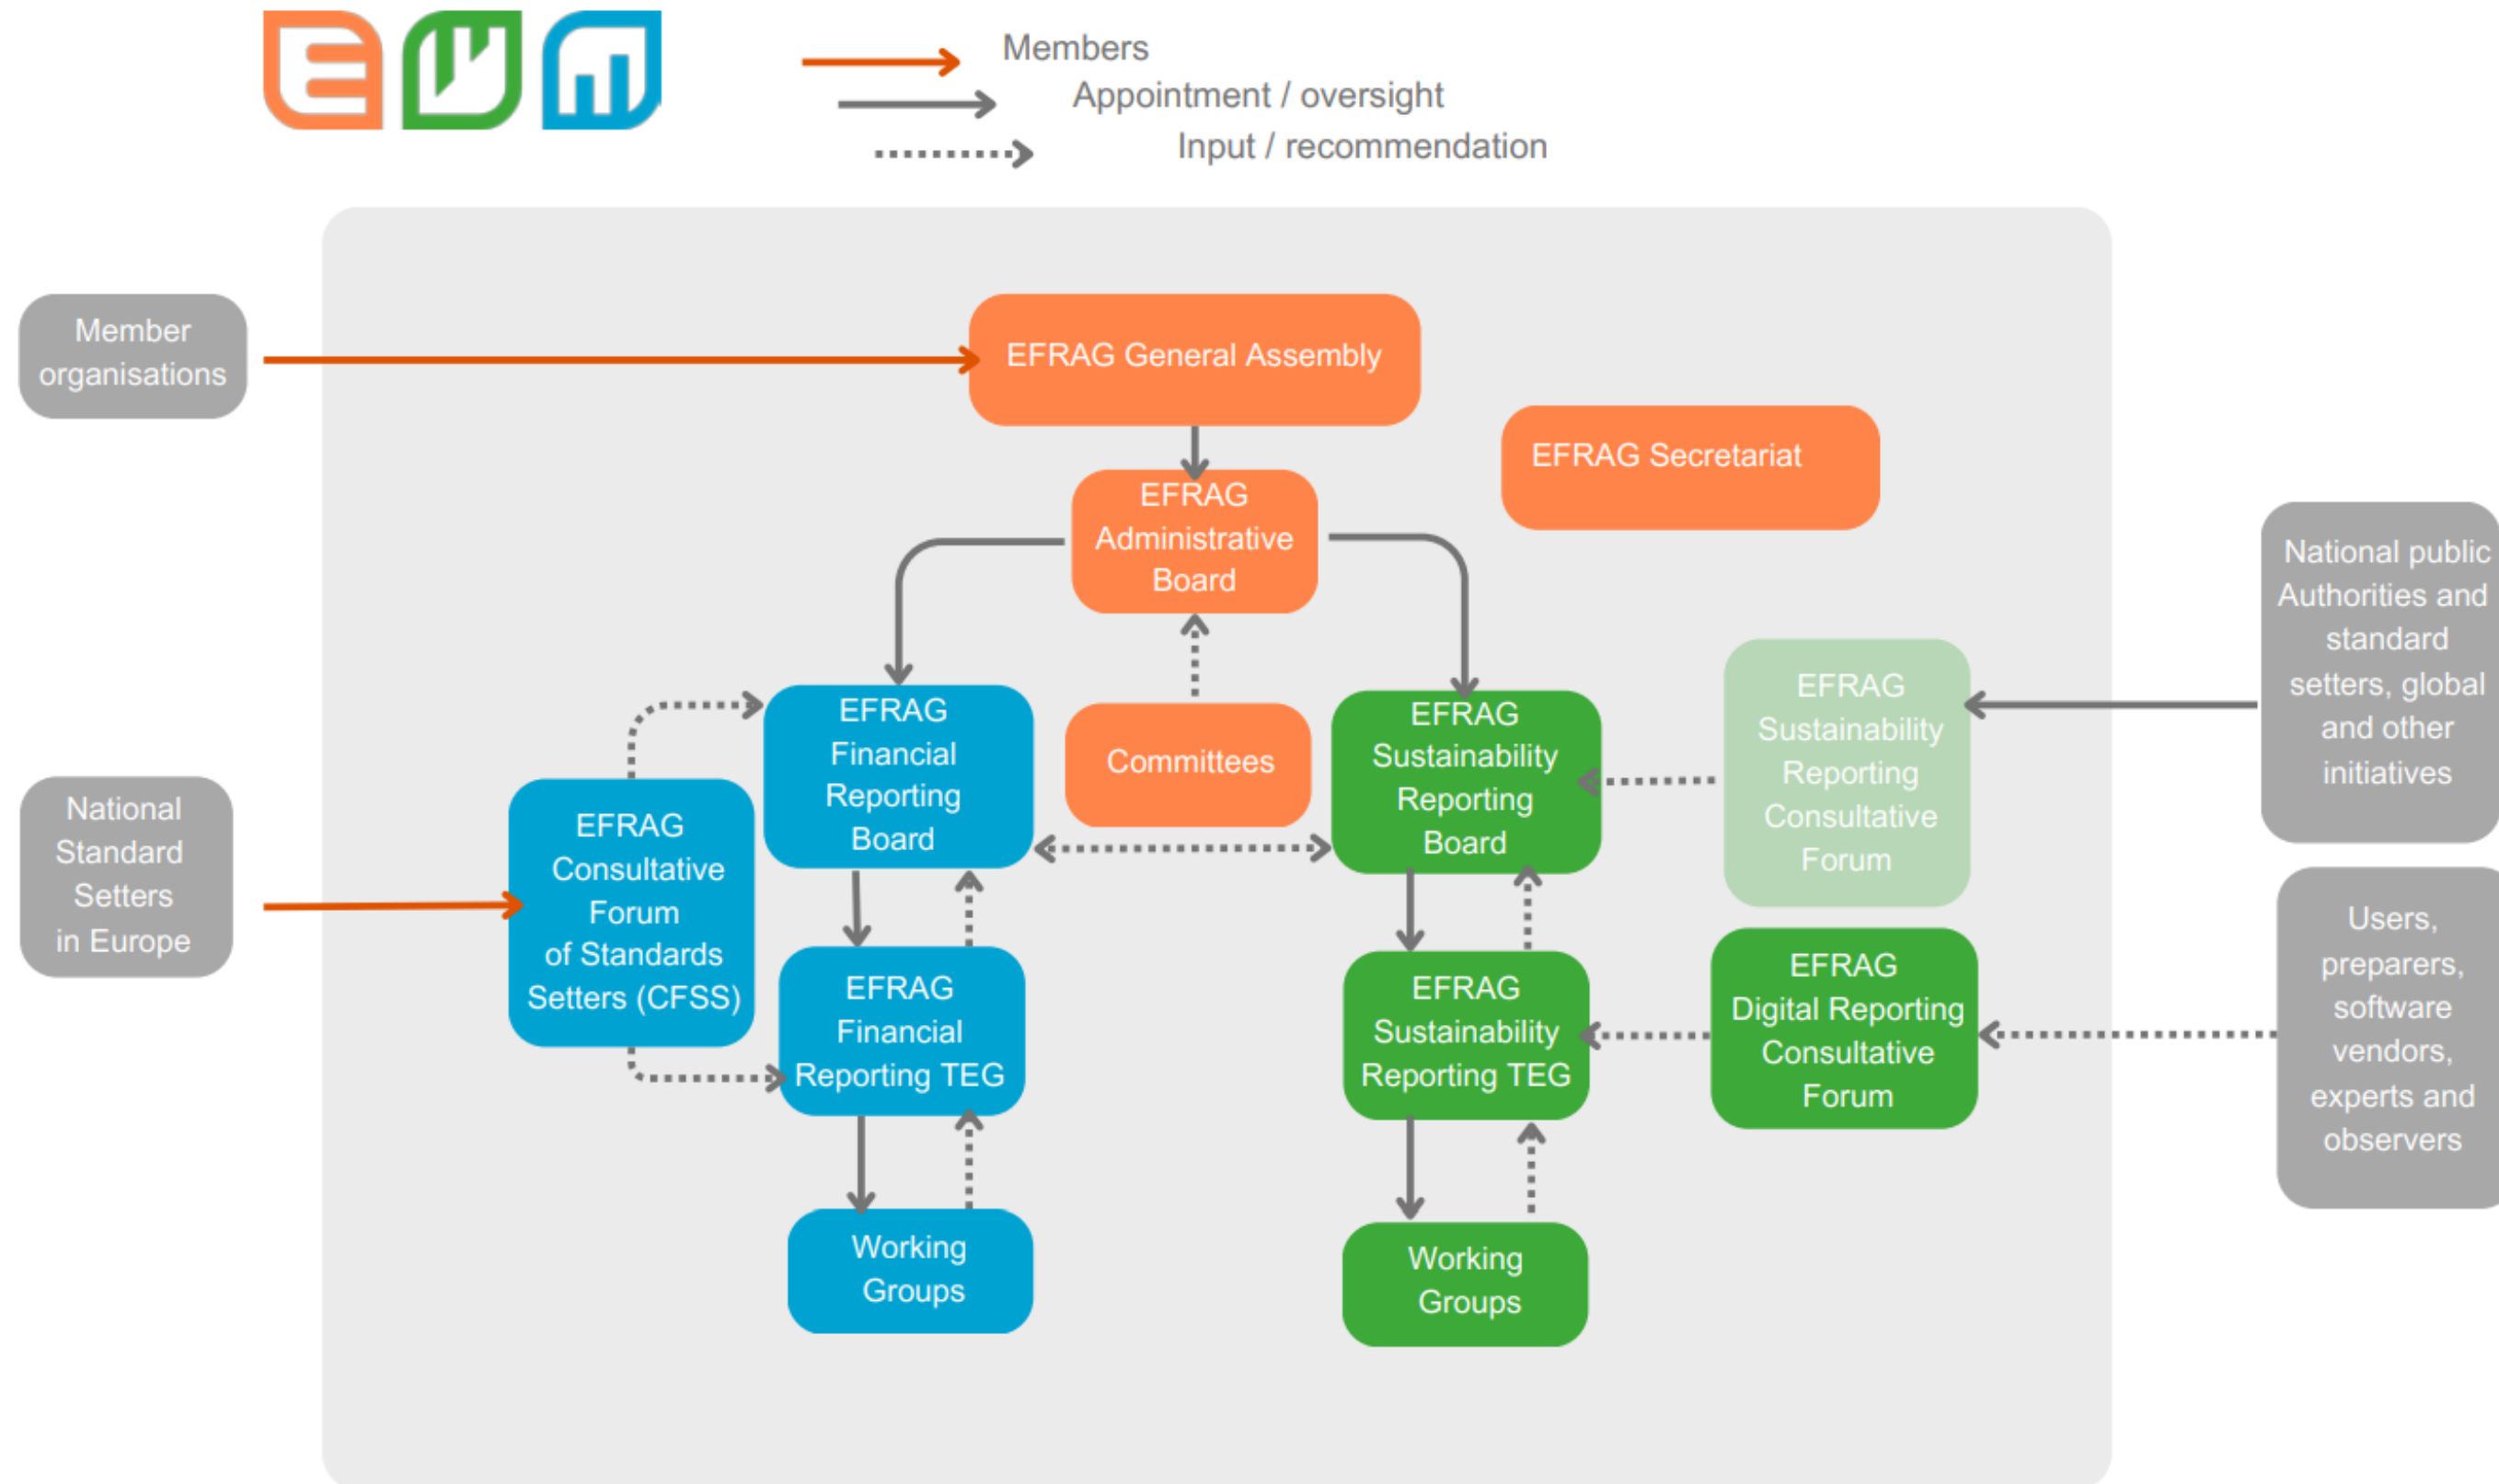 Members
Appointment / oversight
Input / recommendation
Member
organisations
EFRAG General Assembly
EFRAG Secretariat
EFRAG
Administrative
Board
National public
Authorities and
standard
setters, global
and other
initiatives
EFRAG
Financial
Reporting
Board
Committees
EFRAG
Sustainability
Reporting
Board
EFRAG
Sustainability
Reporting
Consultative
Forum
National
Standard
Setters
in Europe
EFRAG
Consultative
Forum
of Standards
Setters (CFSS)
EFRAG
Financial
Reporting TEG
EFRAG
Sustainability
Reporting TEG
EFRAG
Digital Reporting
Consultative
Forum
Users,
preparers,
software
vendors,
experts and
observers
Working
Groups
Working
Groups